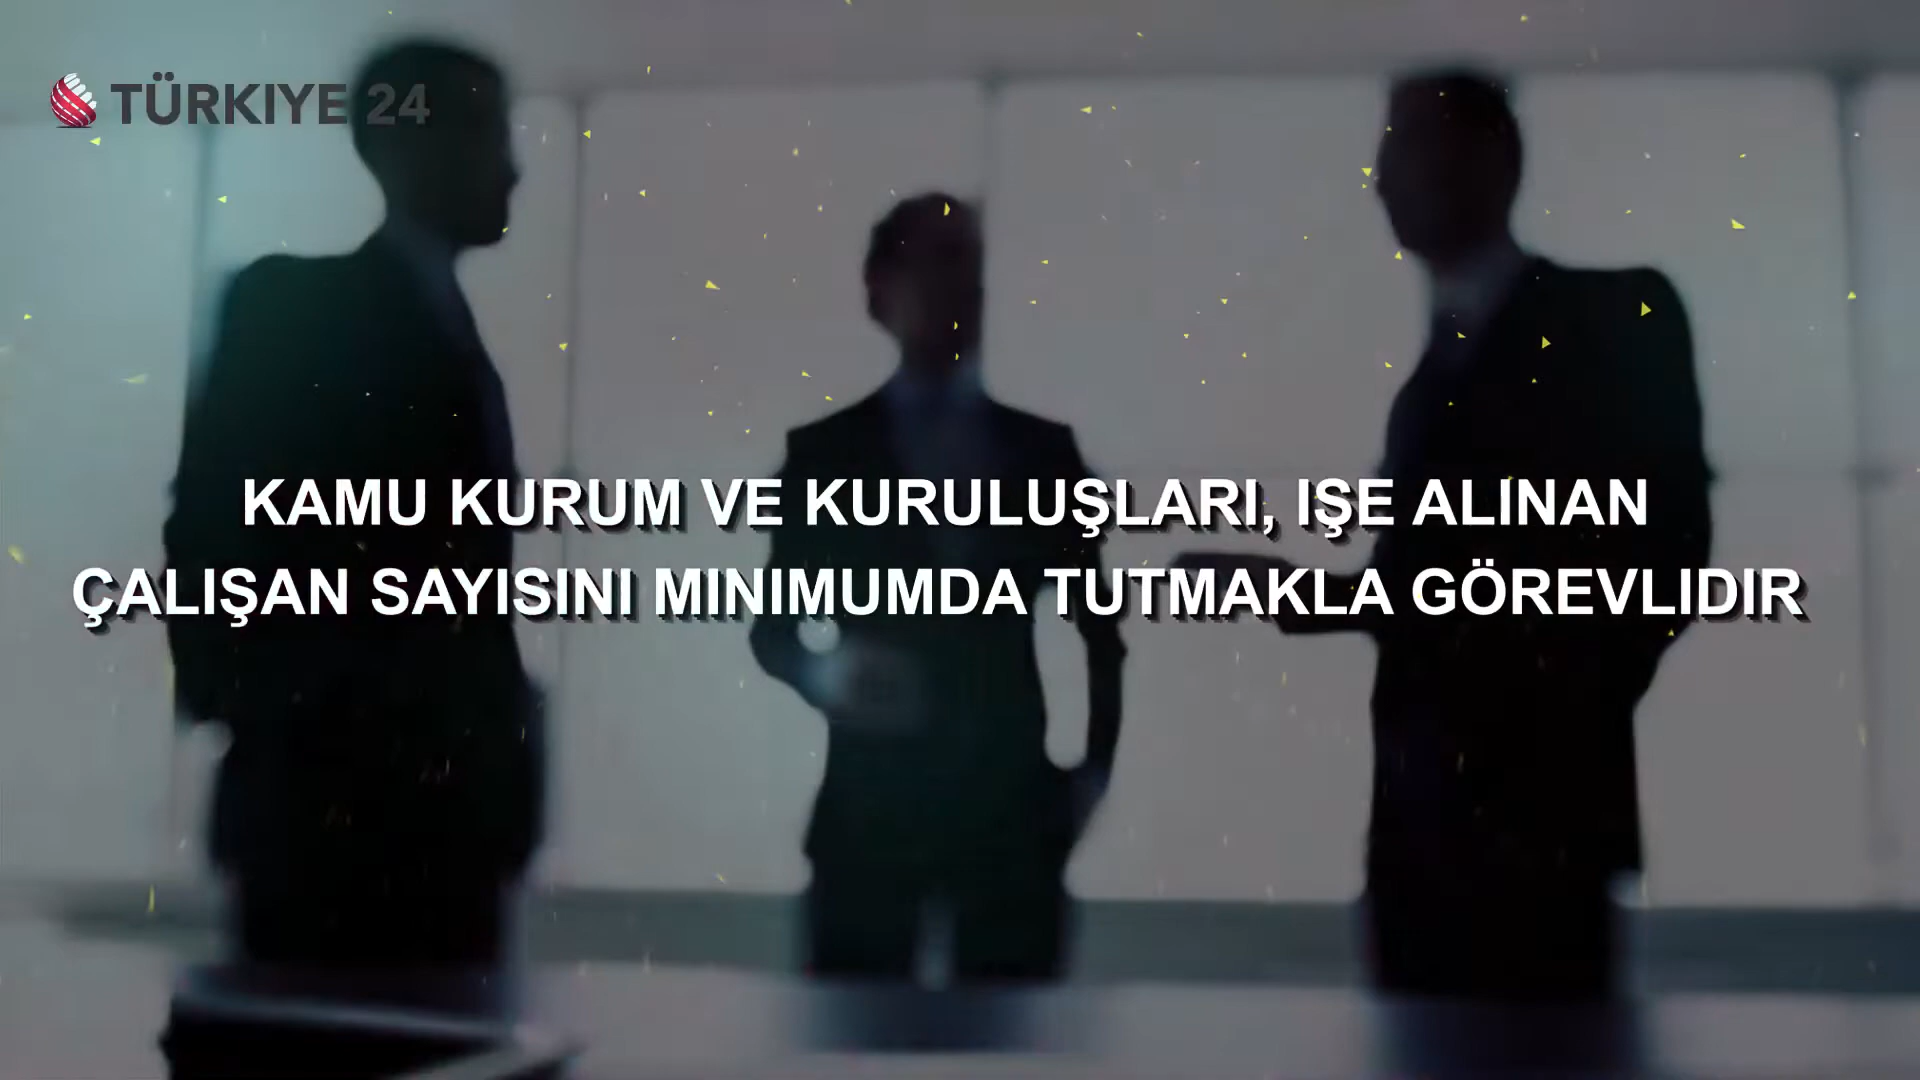 TÜRKIYE 24
KAMU KURUM VE KURULUŞLARI, IŞE ALINAN
ÇALIŞAN SAYISINI MINIMUMDA TUTMAKLA GÖREVLIDIR